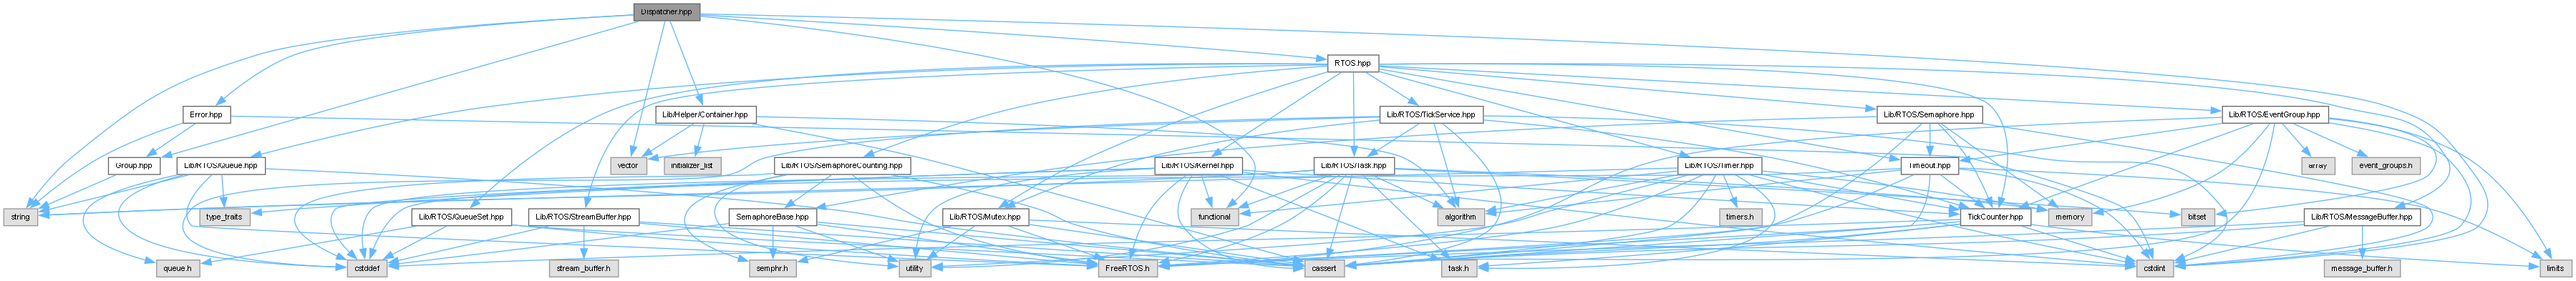 Dispatcher.hpp
RTOS.hpp
Error.hpp
Lib/Helper/Container.hpp
Lib/RTOS/TickService.hpp
Lib/RTOS/Semaphore.hpp
Lib/RTOS/EventGroup.hpp
Group.hpp
Lib/RTOS/Queue.hpp
vector
initializer_list
Lib/RTOS/SemaphoreCounting.hpp
Lib/RTOS/Kernel.hpp
Lib/RTOS/Task.hpp
Lib/RTOS/Timer.hpp
Timeout.hpp
array
event_groups.h
string
type_traits
Lib/RTOS/QueueSet.hpp
Lib/RTOS/StreamBuffer.hpp
SemaphoreBase.hpp
Lib/RTOS/Mutex.hpp
functional
algorithm
timers.h
TickCounter.hpp
memory
bitset
Lib/RTOS/MessageBuffer.hpp
queue.h
cstddef
stream_buffer.h
semphr.h
utility
FreeRTOS.h
cassert
task.h
cstdint
message_buffer.h
limits